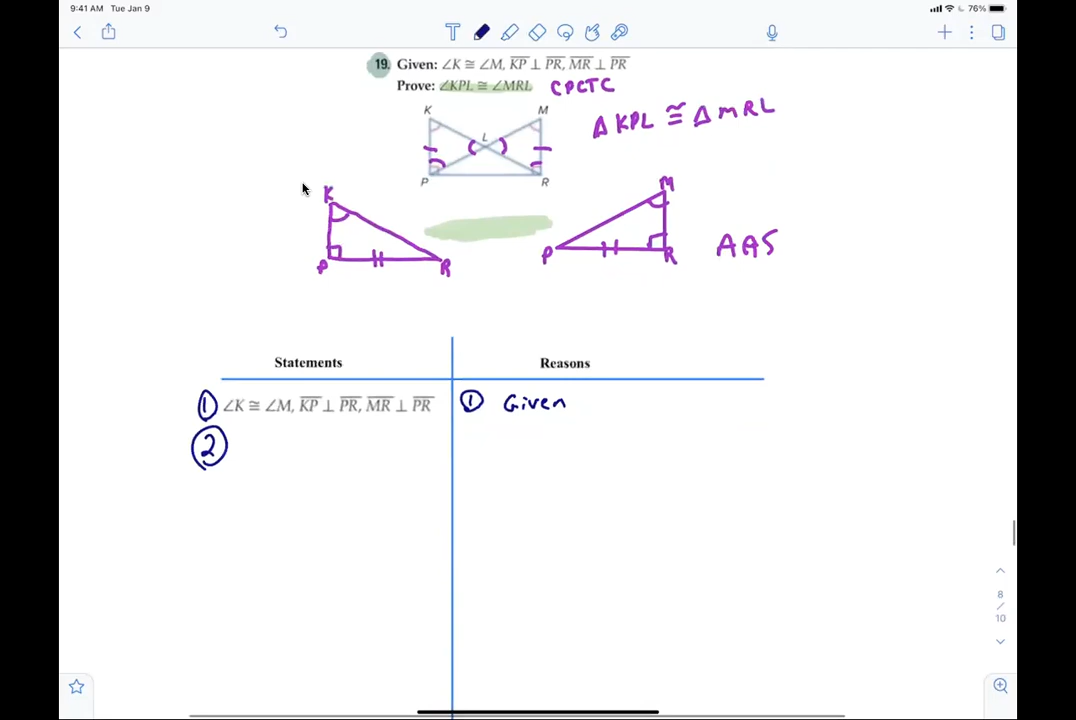 9:41 AM Tue Jan 9
76%
19. Given: ∠K ≅ ∠M, KP ⊥ PR, MR ⊥ PR
Prove: ∠KPL ≅ ∠MRL CPCTC
△KPL ≅ △MRL
K M
L
P R
K M
P R P R AAS
Statements Reasons
① ∠K ≅ ∠M, KP ⊥ PR, MR ⊥ PR ① Given
②
8
/
10